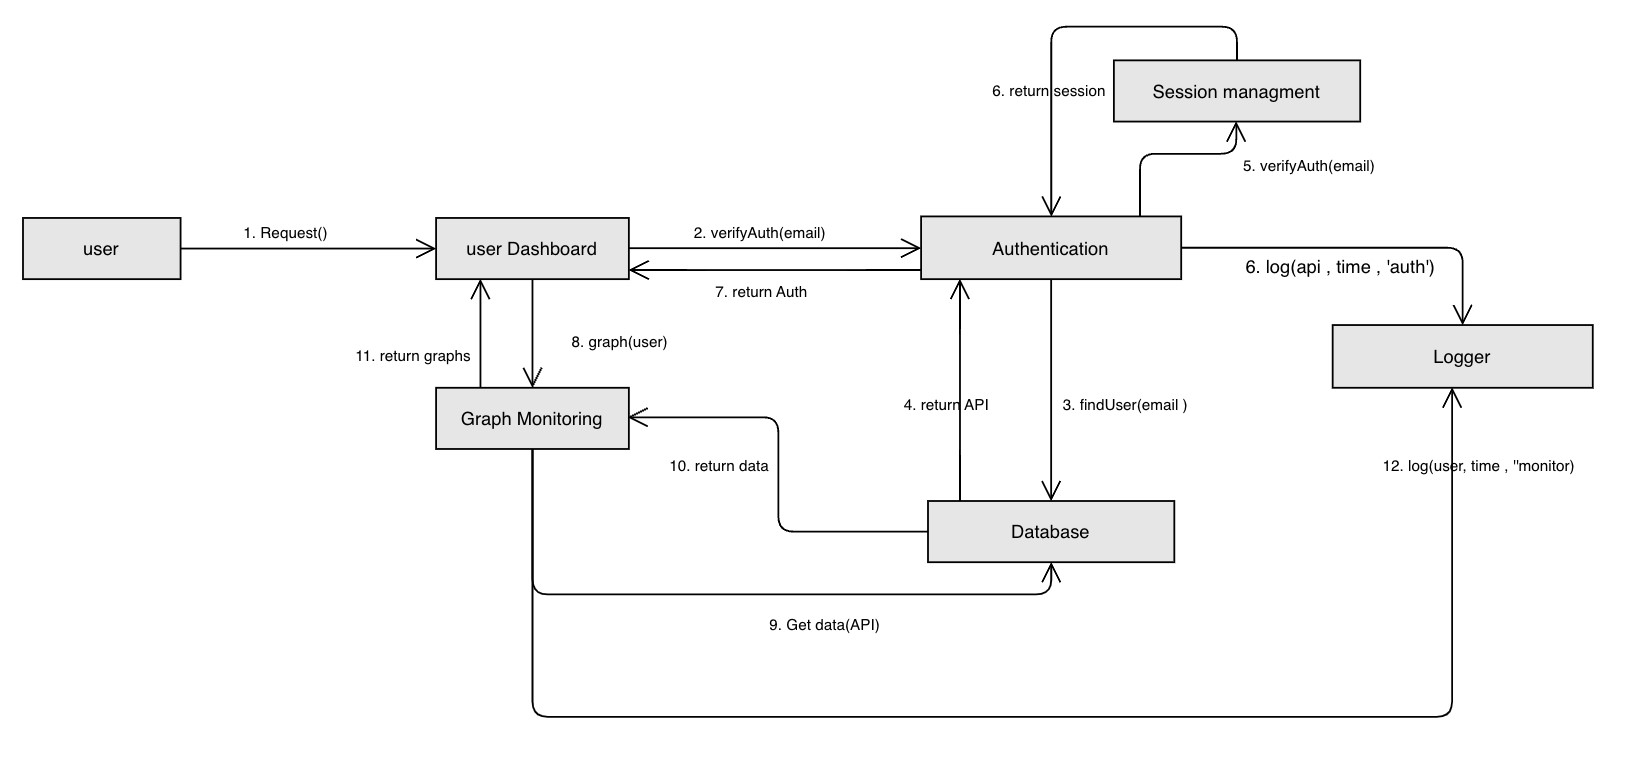 Session managment
6. return session
5. verifyAuth(email)
user
1. Request()
user Dashboard
2. verifyAuth(email)
Authentication
6. log(api , time , 'auth')
7. return Auth
8. graph(user)
11. return graphs
Logger
Graph Monitoring
4. return API
3. findUser(email )
10. return data
12. log(user, time , "monitor)
Database
9. Get data(API)